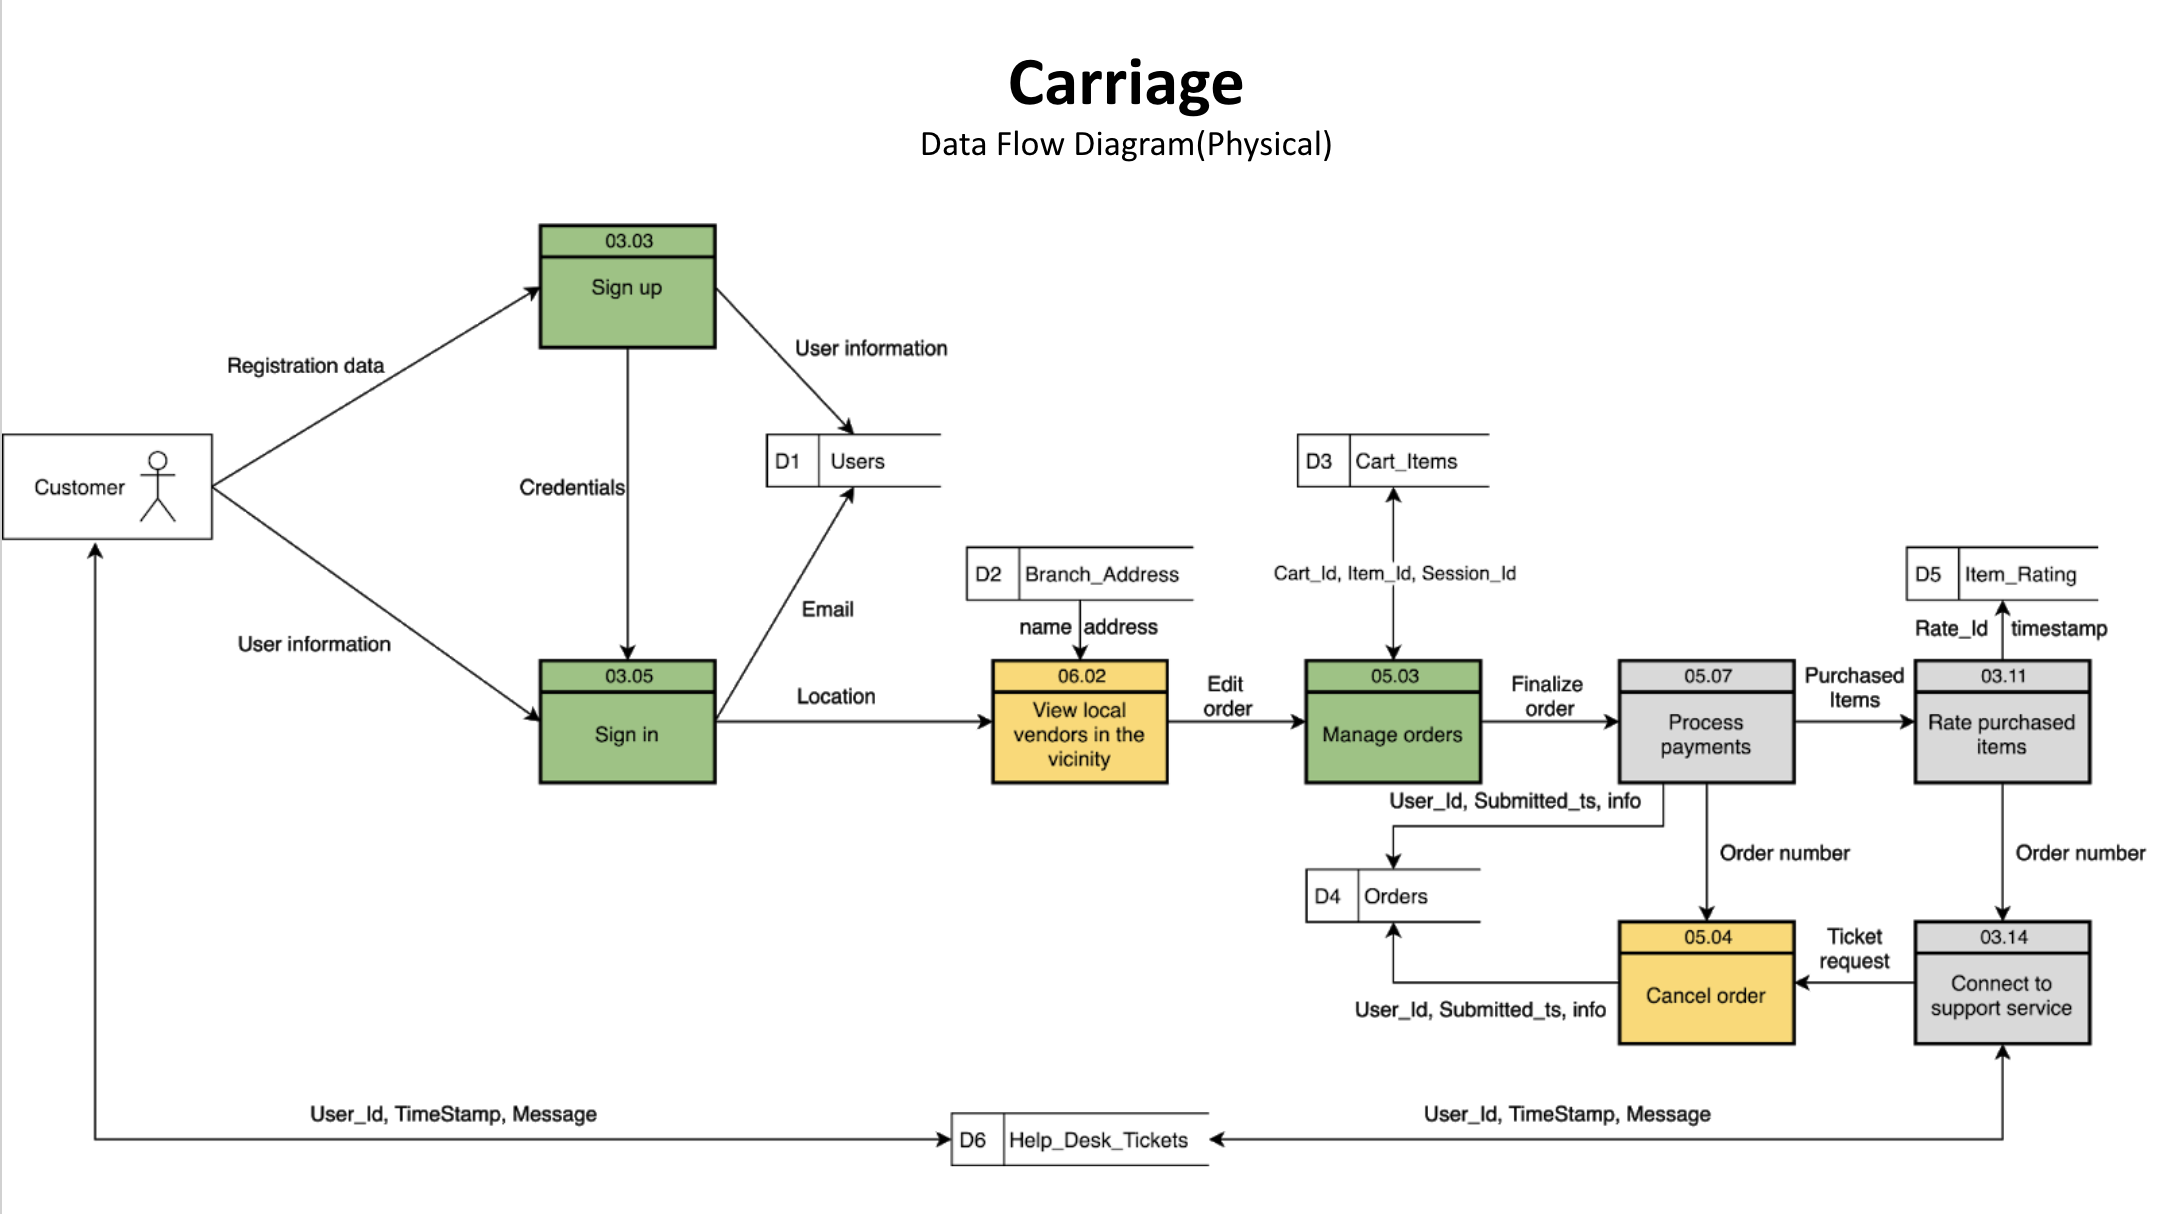 Carriage
Data Flow Diagram(Physical)
03.03
Sign up
User information
Registration data
Customer
Credentials
D1 Users
D3 Cart_Items
User information
Email
D2 Branch_Address
name address
Cart_Id, Item_Id, Session_Id
D5 Item_Rating
Rate_Id timestamp
03.05
Sign in
Location
06.02
View local
vendors in the
vicinity
Edit
order
05.03
Manage orders
Finalize
order
05.07
Process
payments
Purchased
Items
03.11
Rate purchased
items
User_Id, Submitted_ts, info
Order number
Order number
D4 Orders
05.04
Cancel order
Ticket
request
03.14
Connect to
support service
User_Id, Submitted_ts, info
User_Id, TimeStamp, Message
D6 Help_Desk_Tickets
User_Id, TimeStamp, Message